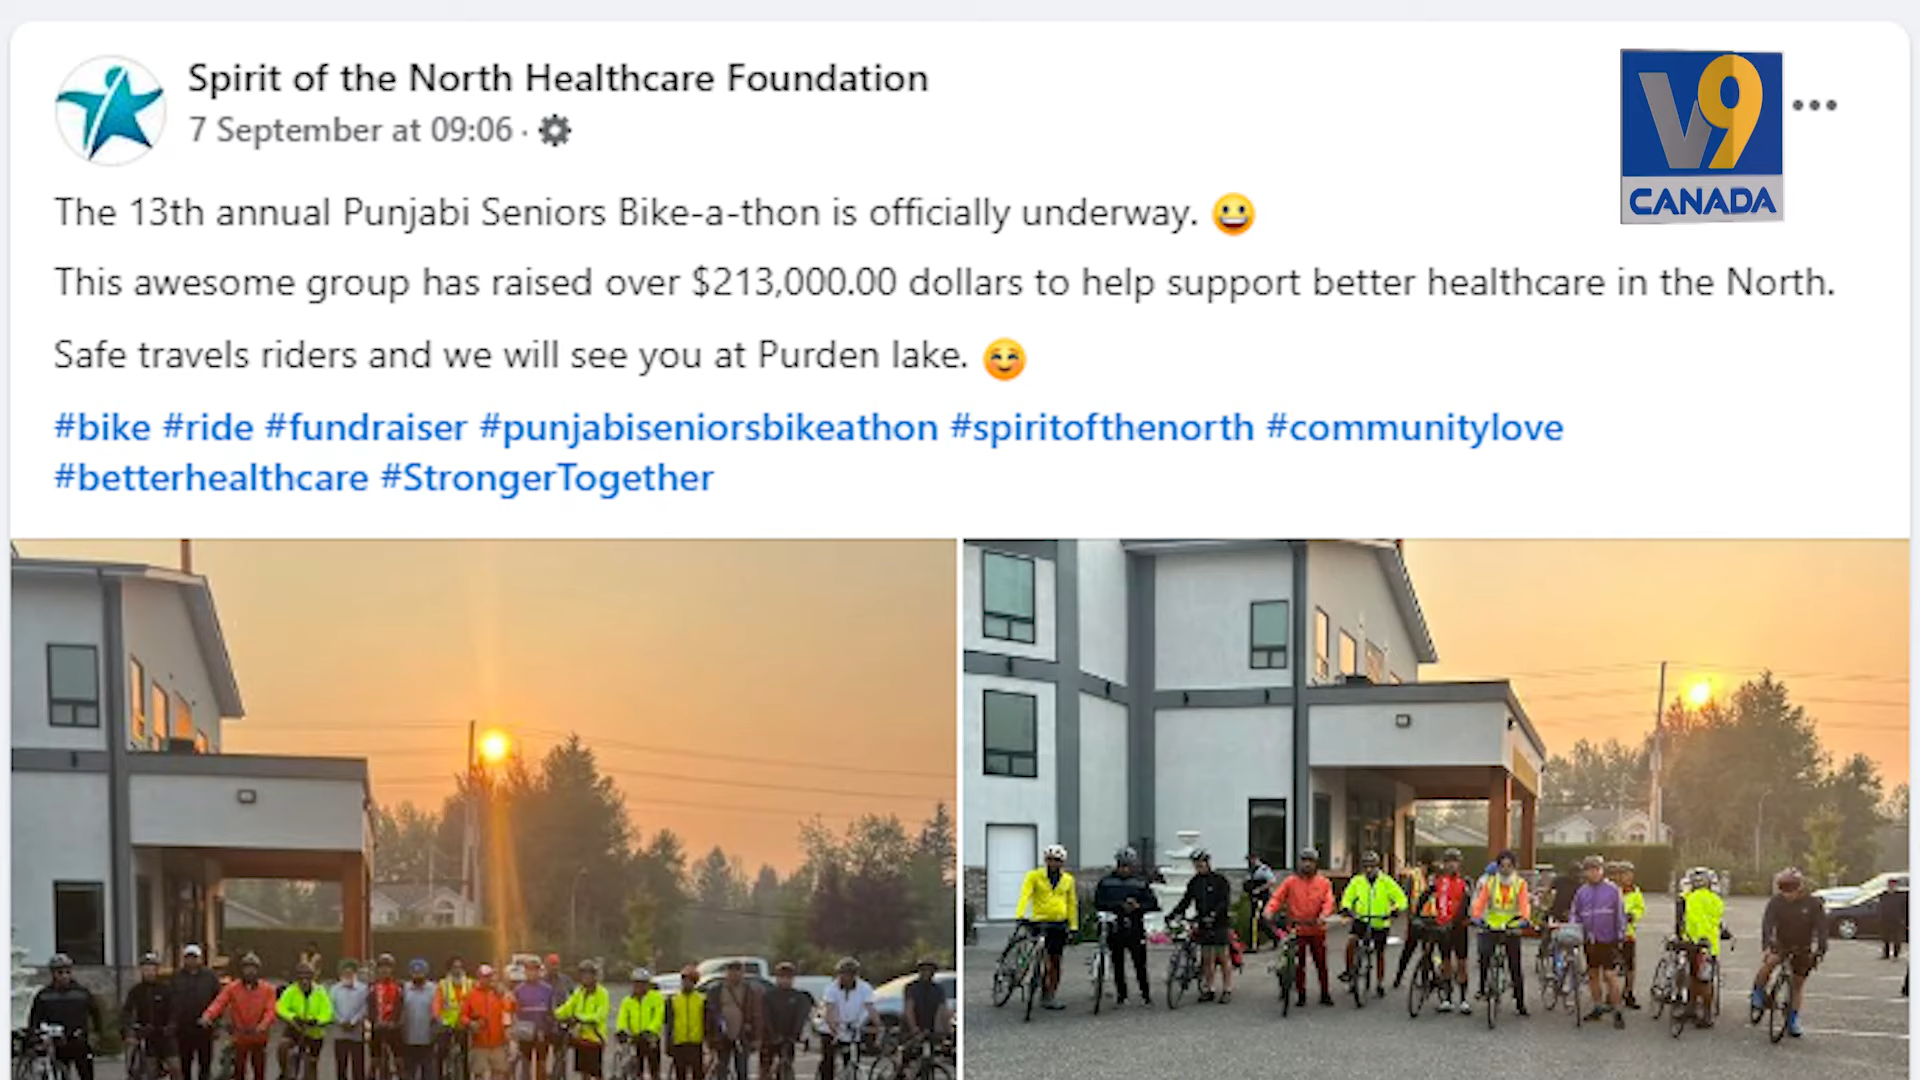 Spirit of the North Healthcare Foundation
7 September at 09:06 ·
V9
CANADA
The 13th annual Punjabi Seniors Bike-a-thon is officially underway. 😀
This awesome group has raised over $213,000.00 dollars to help support better healthcare in the North.
Safe travels riders and we will see you at Purden lake. ☺️
#bike #ride #fundraiser #punjabiseniorsbikeathon #spiritofthenorth #communitylove
#betterhealthcare #StrongerTogether